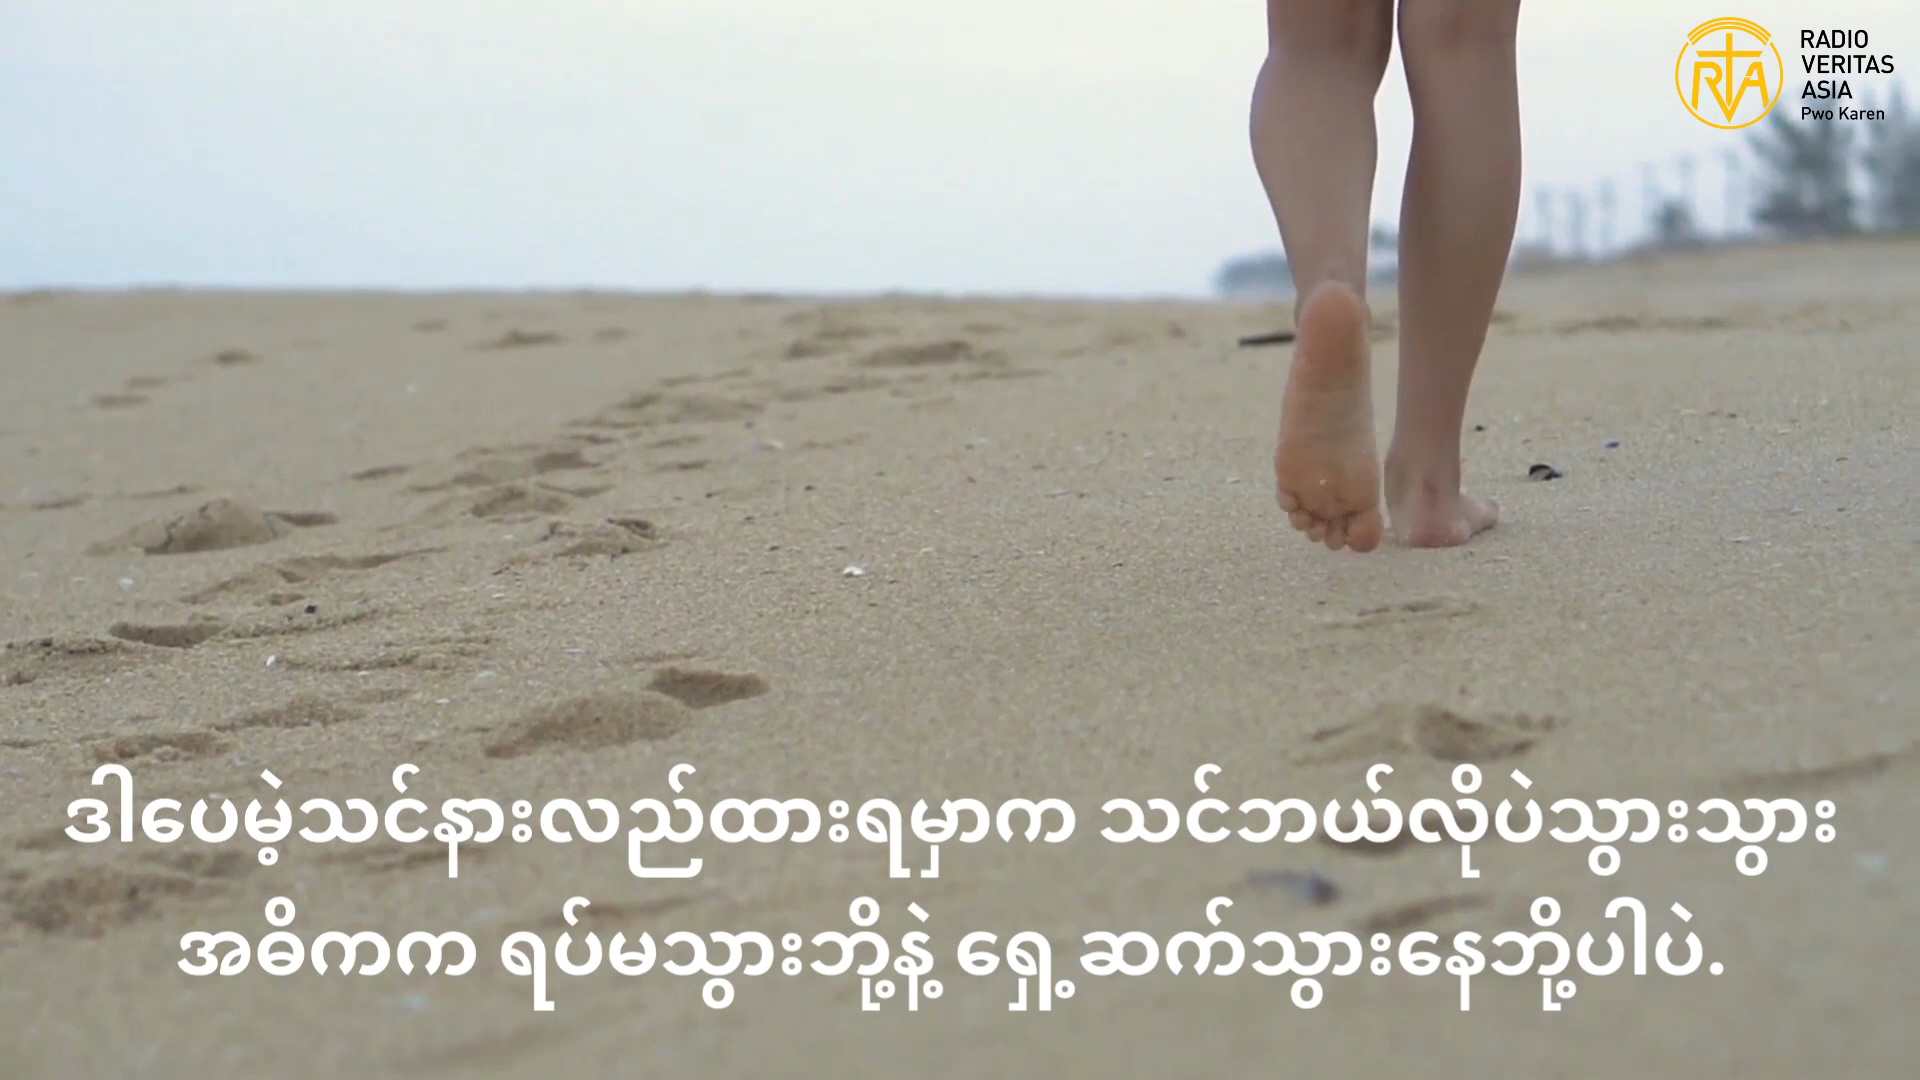 RADIO
VERITAS
ASIA
Pwo Karen
ဒါပေမဲ့သင်နားလည်ထားရမှာက သင်ဘယ်လိုပဲသွားသွား
အဓိကက ရပ်မသွားဘို့နဲ့ ရှေ့ဆက်သွားနေဘို့ပါပဲ.